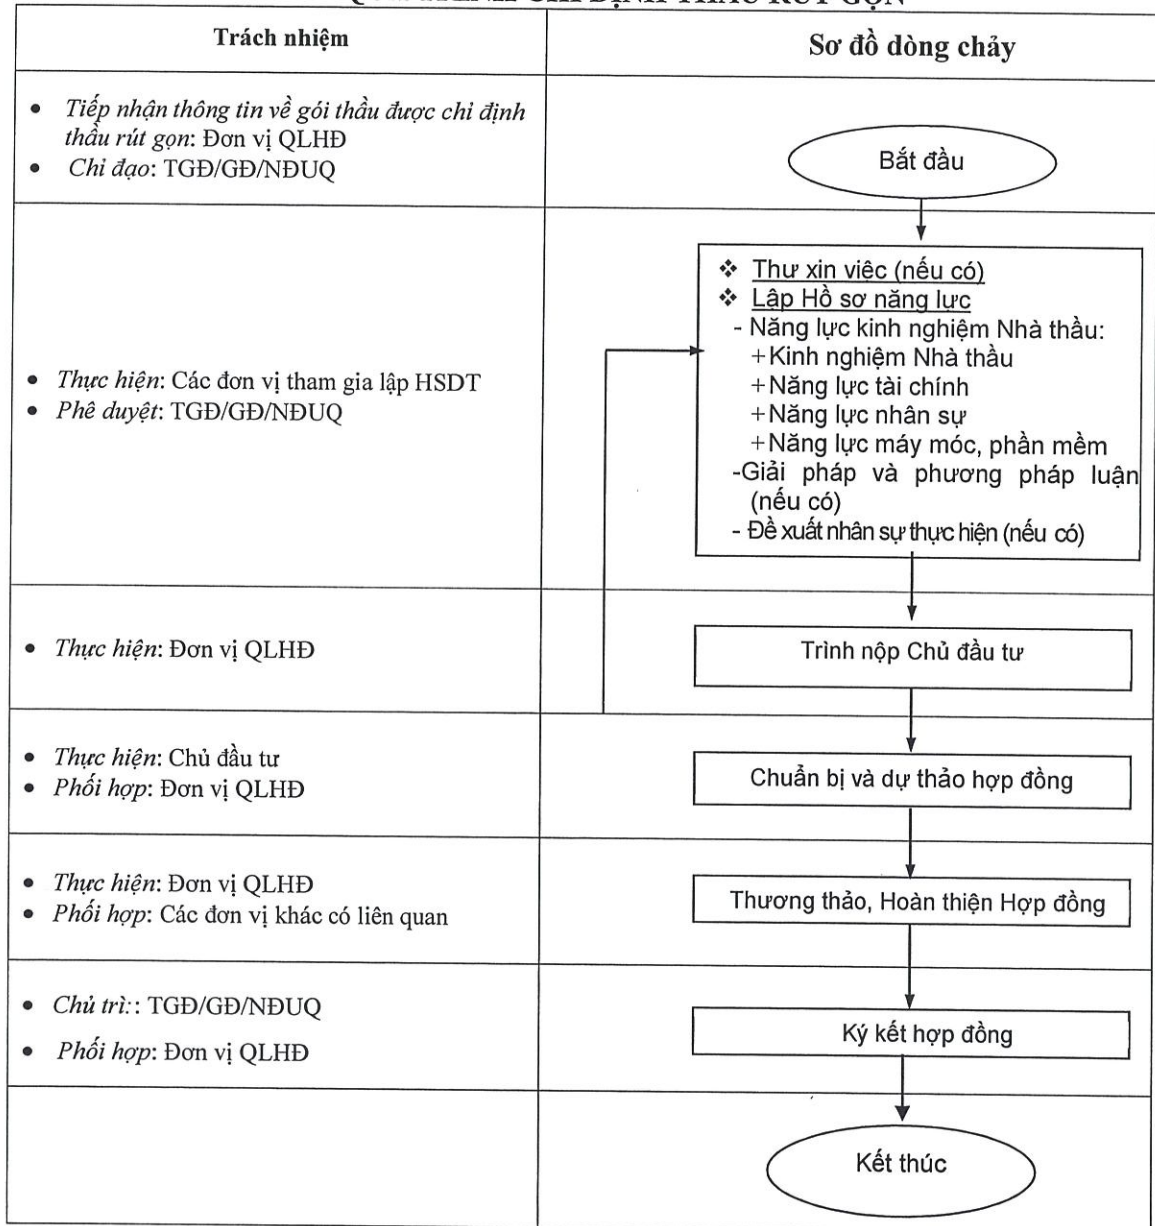 CHỈ ĐỊNH THẦU RÚT GỌN
Trách nhiệm
Sơ đồ dòng chảy
• Tiếp nhận thông tin về gói thầu được chỉ định
thầu rút gọn: Đơn vị QLHĐ
• Chỉ đạo: TGĐ/GĐ/NĐUQ
Bắt đầu
• Thực hiện: Các đơn vị tham gia lập HSDT
• Phê duyệt: TGĐ/GĐ/NĐUQ
❖ Thư xin việc (nếu có)
❖ Lập Hồ sơ năng lực
- Năng lực kinh nghiệm Nhà thầu:
+Kinh nghiệm Nhà thầu
+Năng lực tài chính
+Năng lực nhân sự
+Năng lực máy móc, phần mềm
-Giải pháp và phương pháp luận
(nếu có)
- Đề xuất nhân sự thực hiện (nếu có)
• Thực hiện: Đơn vị QLHĐ
Trình nộp Chủ đầu tư
• Thực hiện: Chủ đầu tư
• Phối hợp: Đơn vị QLHĐ
Chuẩn bị và dự thảo hợp đồng
• Thực hiện: Đơn vị QLHĐ
• Phối hợp: Các đơn vị khác có liên quan
Thương thảo, Hoàn thiện Hợp đồng
• Chủ trì:: TGĐ/GĐ/NĐUQ
• Phối hợp: Đơn vị QLHĐ
Ký kết hợp đồng
Kết thúc